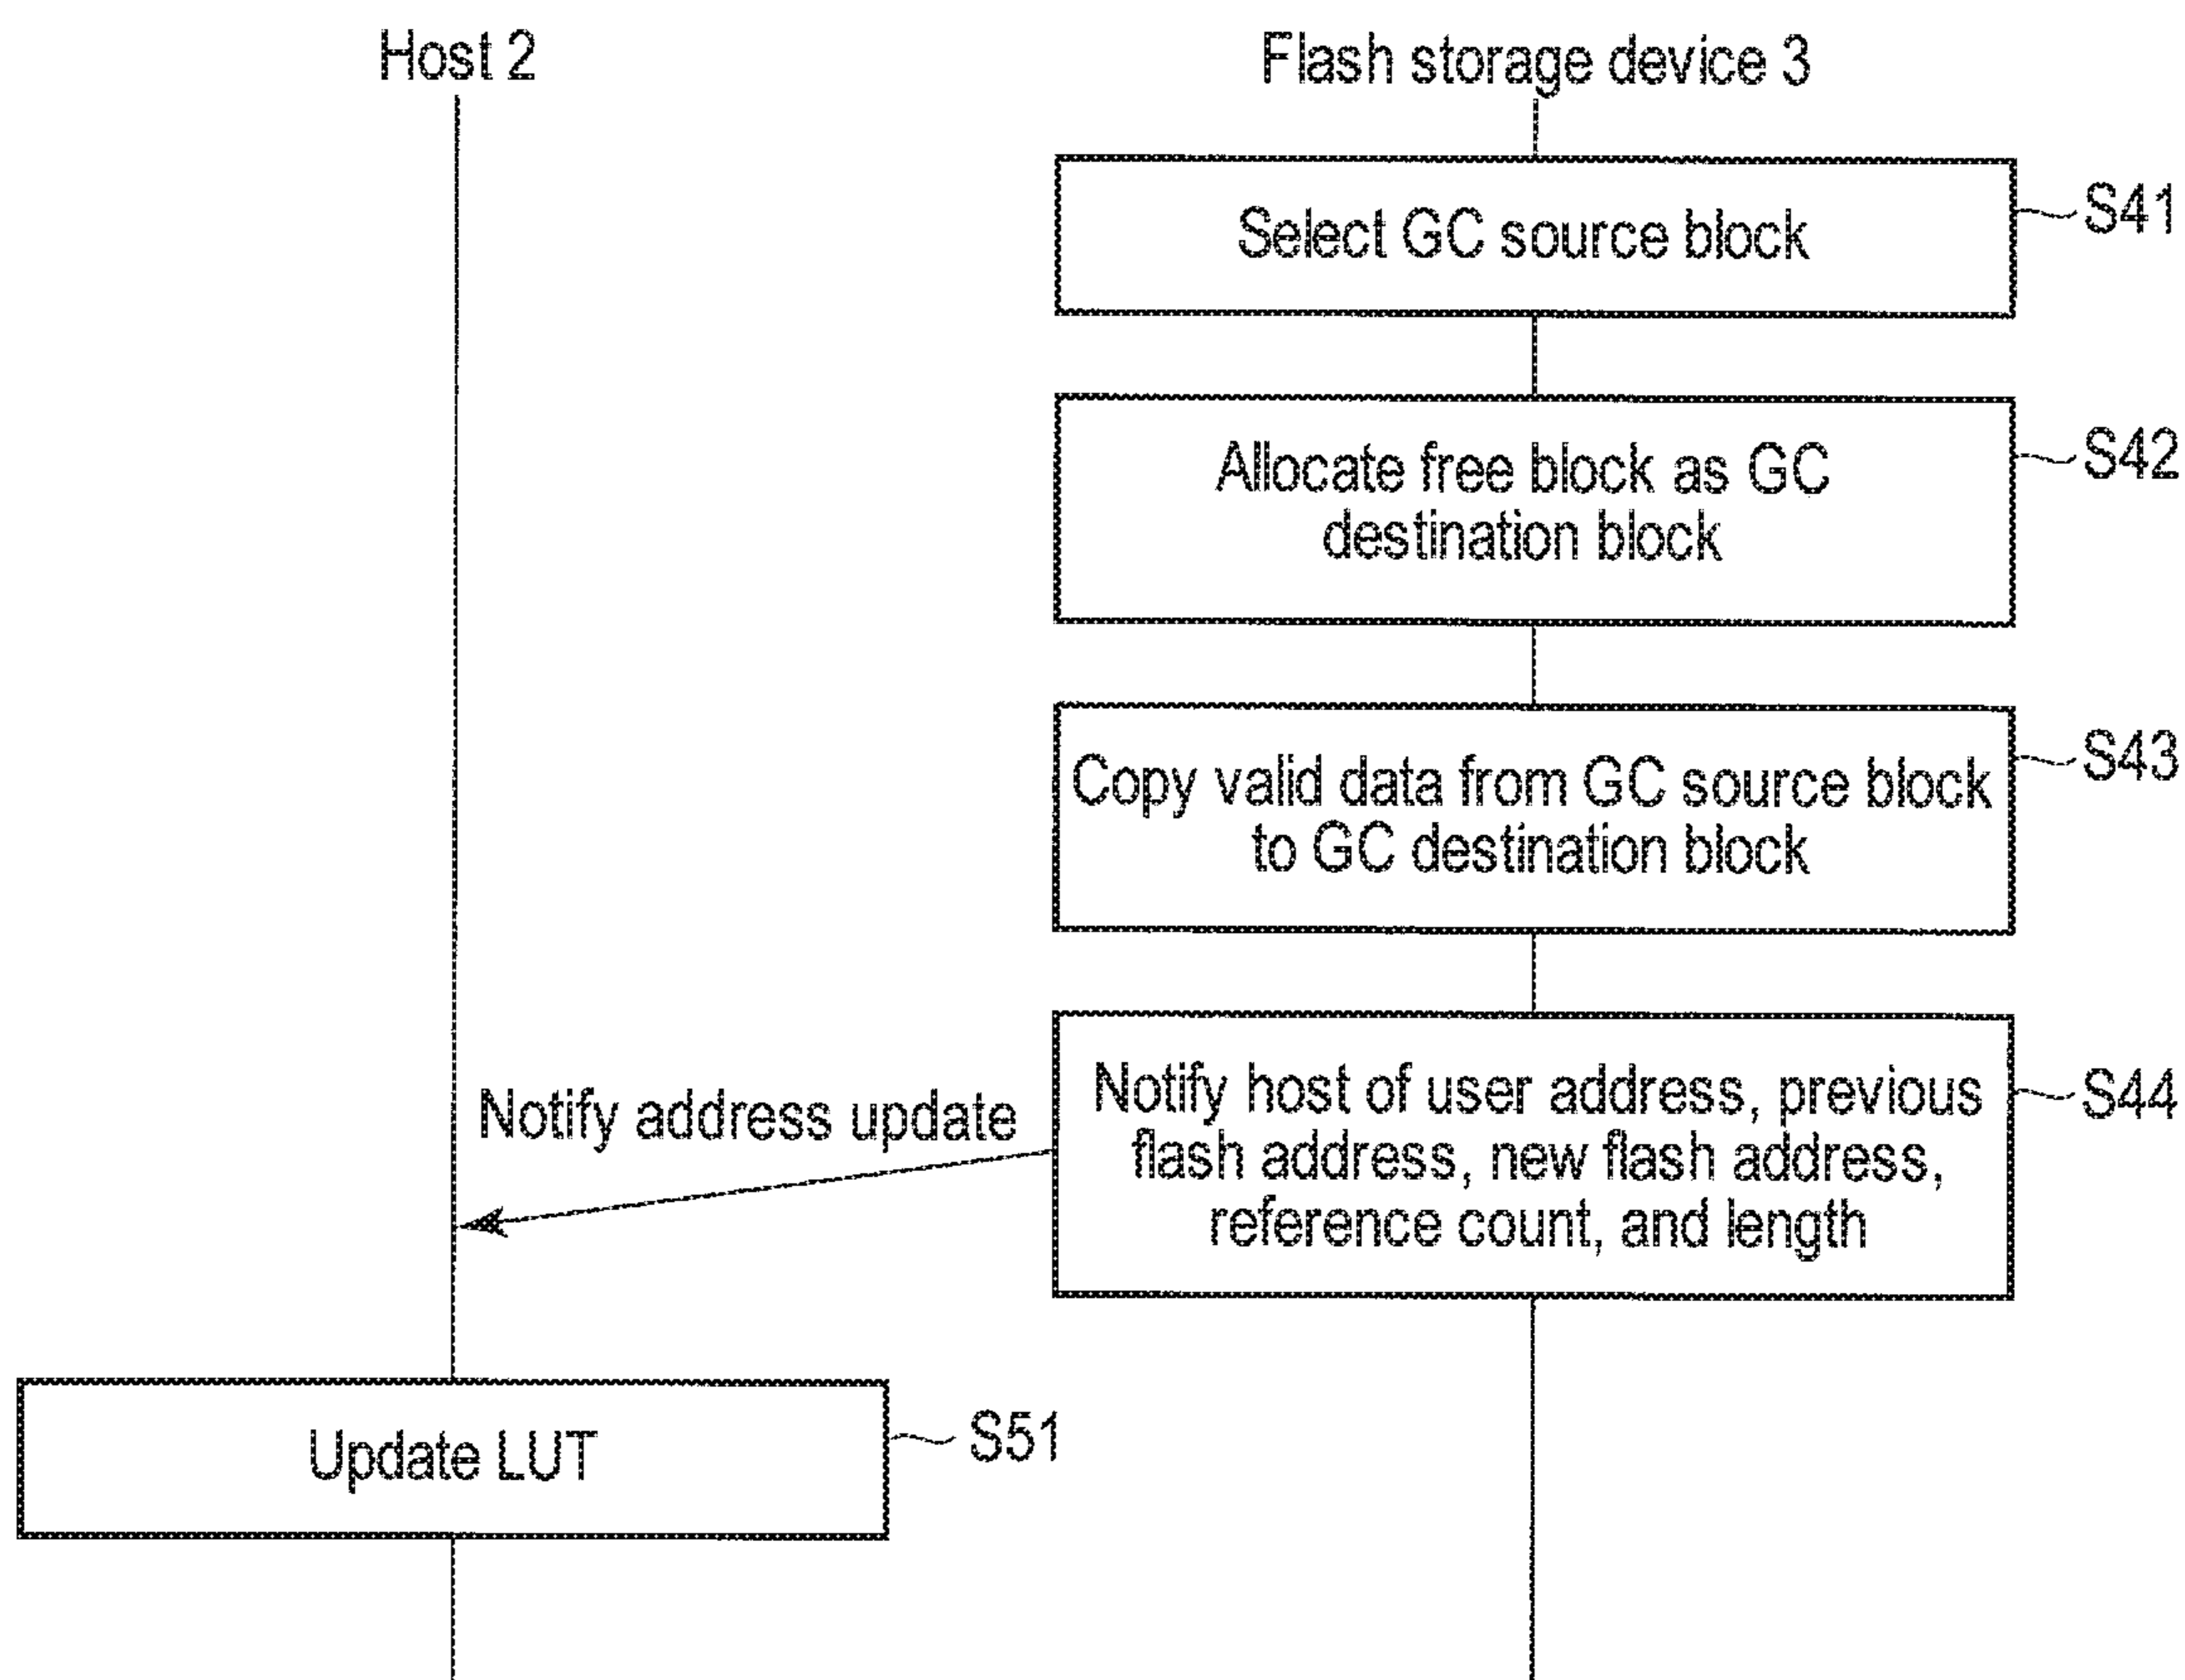 Host 2
Flash storage device 3
Select GC source block
S41
Allocate free block as GC
destination block
S42
Copy valid data from GC source block
to GC destination block
S43
Notify host of user address, previous
flash address, new flash address,
reference count, and length
S44
Notify address update
Update LUT
S51